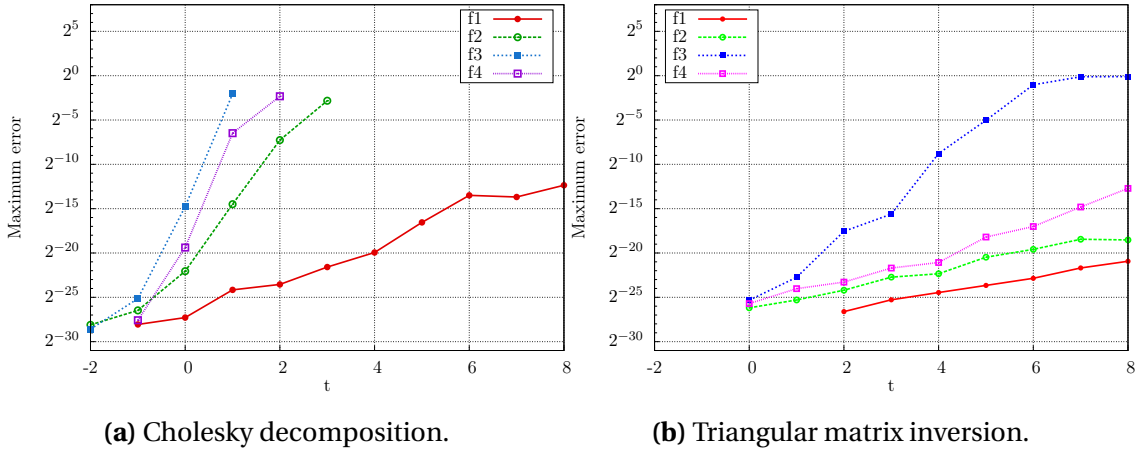 2^5
2^0
2^−5
2^−10
2^−15
2^−20
2^−25
2^−30
Maximum error
-2 0 2 4 6 8
t
f1
f2
f3
f4
(a) Cholesky decomposition.
2^5
2^0
2^−5
2^−10
2^−15
2^−20
2^−25
2^−30
Maximum error
-2 0 2 4 6 8
t
f1
f2
f3
f4
(b) Triangular matrix inversion.